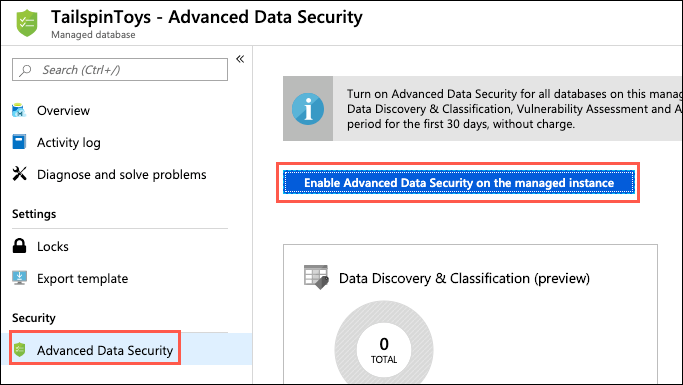 TailspinToys - Advanced Data Security
Managed database
Search (Ctrl+/)
«
Overview
Activity log
Diagnose and solve problems
Settings
Locks
Export template
Security
Advanced Data Security
Turn on Advanced Data Security for all databases on this manag
Data Discovery & Classification, Vulnerability Assessment and A
period for the first 30 days, without charge.
Enable Advanced Data Security on the managed instance
Data Discovery & Classification (preview)
0
TOTAL